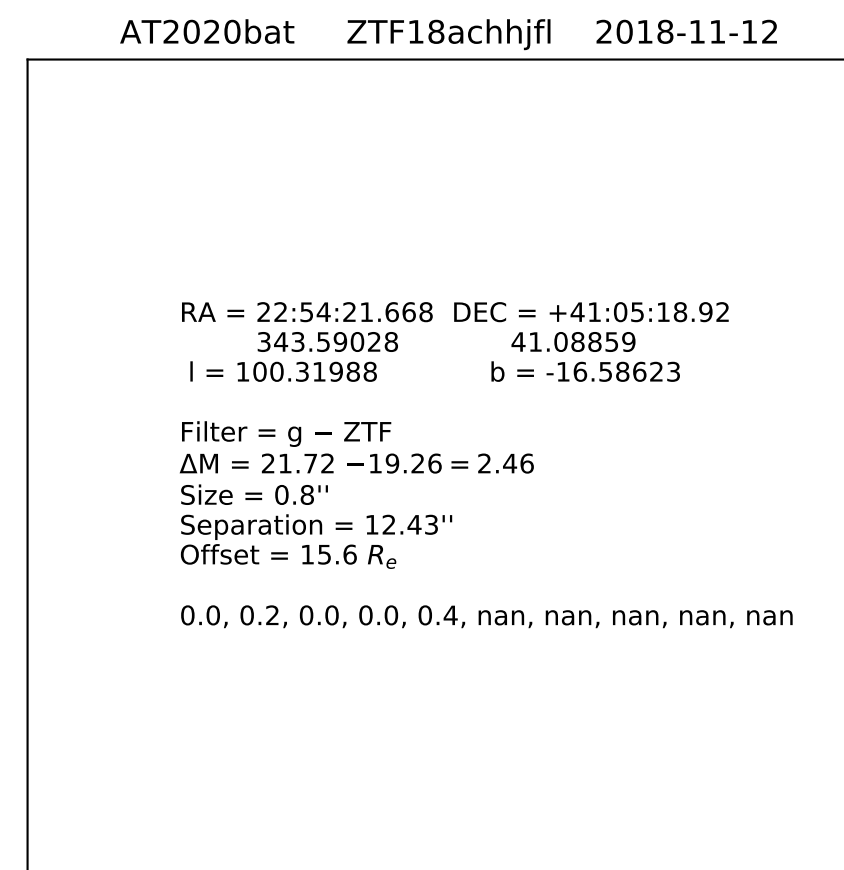 AT2020bat ZTF18achhjfl 2018-11-12
RA = 22:54:21.668 DEC = +41:05:18.92
343.59028 41.08859
l = 100.31988 b = -16.58623
Filter = g − ZTF
ΔM = 21.72 −19.26 = 2.46
Size = 0.8''
Separation = 12.43''
Offset = 15.6 Re
0.0, 0.2, 0.0, 0.0, 0.4, nan, nan, nan, nan, nan